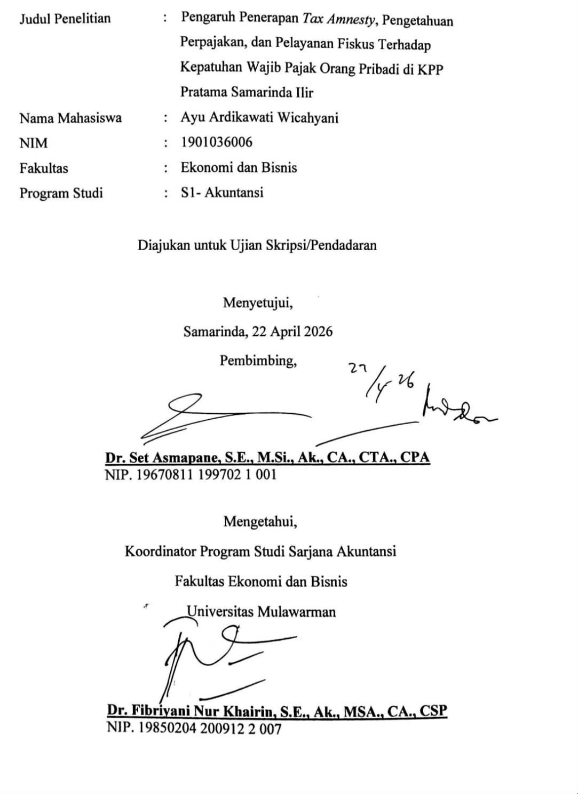 Judul Penelitian : Pengaruh Penerapan Tax Amnesty, Pengetahuan
Perpajakan, dan Pelayanan Fiskus Terhadap
Kepatuhan Wajib Pajak Orang Pribadi di KPP
Pratama Samarinda Ilir
Nama Mahasiswa : Ayu Ardikawati Wicahyani
NIM : 1901036006
Fakultas : Ekonomi dan Bisnis
Program Studi : S1- Akuntansi
Diajukan untuk Ujian Skripsi/Pendadaran
Menyetujui,
Samarinda, 22 April 2026
Pembimbing,
Dr. Set Asmapane, S.E., M.Si., Ak., CA., CTA., CPA
NIP. 19670811 199702 1 001
Mengetahui,
Koordinator Program Studi Sarjana Akuntansi
Fakultas Ekonomi dan Bisnis
Universitas Mulawarman
Dr. Fibriyani Nur Khairin, S.E., Ak., MSA., CA., CSP
NIP. 19850204 200912 2 007